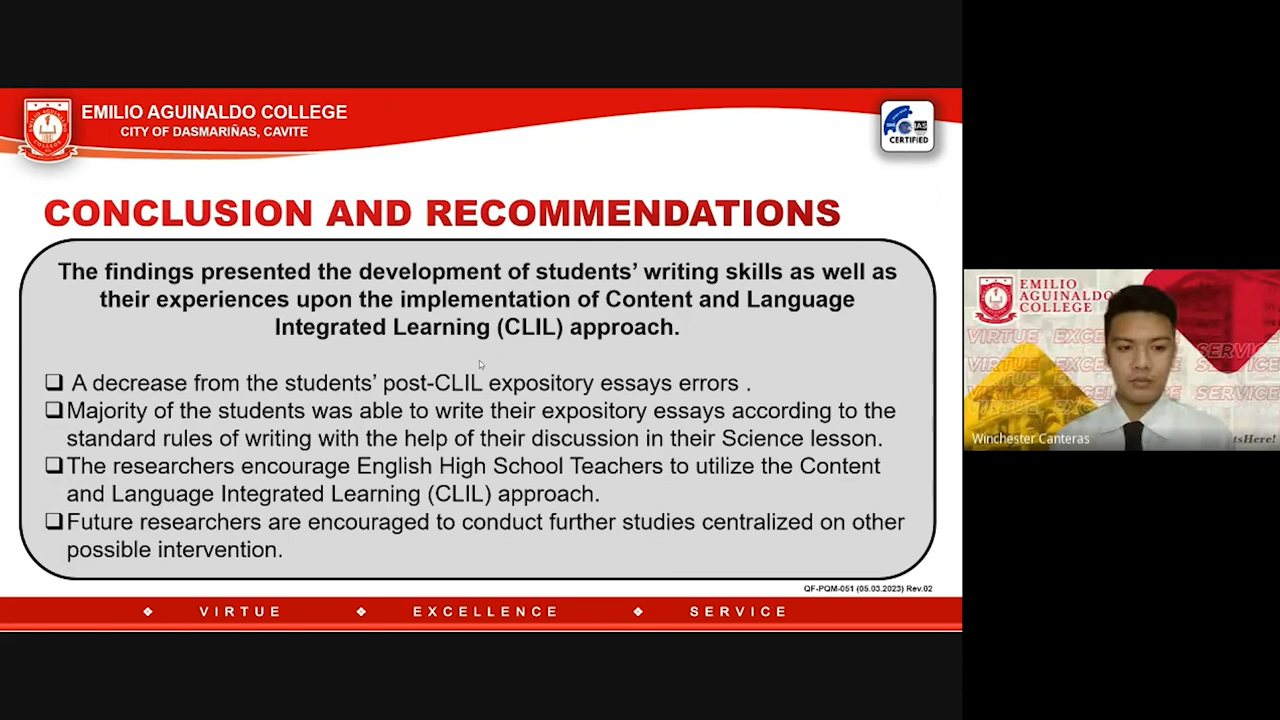 EMILIO AGUINALDO COLLEGE
CITY OF DASMARIÑAS, CAVITE
CERTIFIED
CONCLUSION AND RECOMMENDATIONS
The findings presented the development of students’ writing skills as well as
their experiences upon the implementation of Content and Language
Integrated Learning (CLIL) approach.
A decrease from the students’ post-CLIL expository essays errors .
Majority of the students was able to write their expository essays according to the
standard rules of writing with the help of their discussion in their Science lesson.
The researchers encourage English High School Teachers to utilize the Content
and Language Integrated Learning (CLIL) approach.
Future researchers are encouraged to conduct further studies centralized on other
possible intervention.
QF-PQM-051 (05.03.2023) Rev.02
VIRTUE EXCELLENCE SERVICE
EMILIO
AGUINALDO
COLLEGE
VIRTUE EXCE
SERVICE
SERVICE
tsHere!
Winchester Canteras